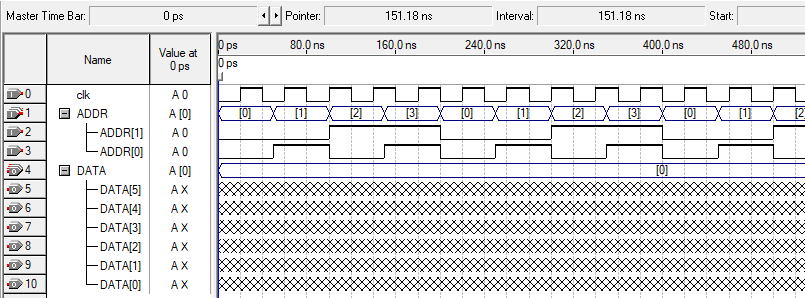 Master Time Bar: 0 ps Pointer: 151.18 ns Interval: 151.18 ns Start:
Name Value at 0 ps 0 ps 80.0 ns 160.0 ns 240.0 ns 320.0 ns 400.0 ns 480.0 ns
0 ps
0 clk A 0
1 ADDR A [0] [0] [1] [2] [3] [0] [1] [2] [3] [0] [1] [2
2 ADDR[1] A 0
3 ADDR[0] A 0
4 DATA A [0] [0]
5 DATA[5] A X
6 DATA[4] A X
7 DATA[3] A X
8 DATA[2] A X
9 DATA[1] A X
10 DATA[0] A X